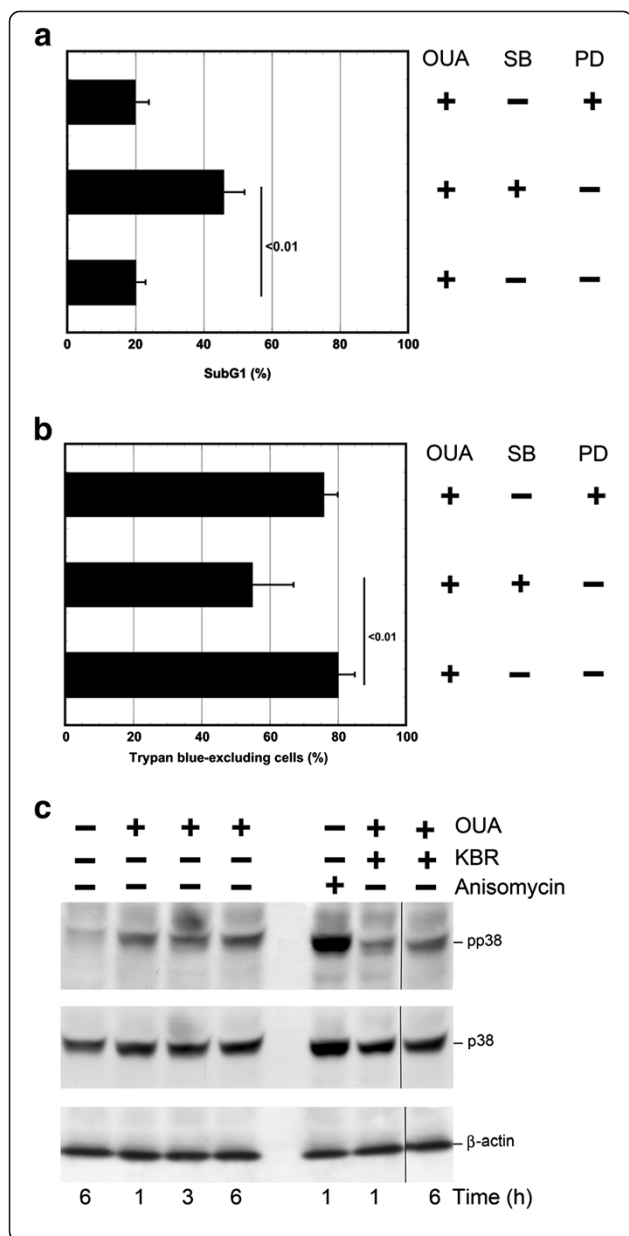 a
OUA SB PD
+ − +
+ + −
<0.01
+ − −
0 20 40 60 80 100
SubG1 (%)
b
OUA SB PD
+ − +
+ + −
<0.01
+ − −
0 20 40 60 80 100
Trypan blue-excluding cells (%)
c
− + + + − + + OUA
− − − − − + + KBR
− − − − + − − Anisomycin
pp38
p38
β-actin
6 1 3 6 1 1 6 Time (h)